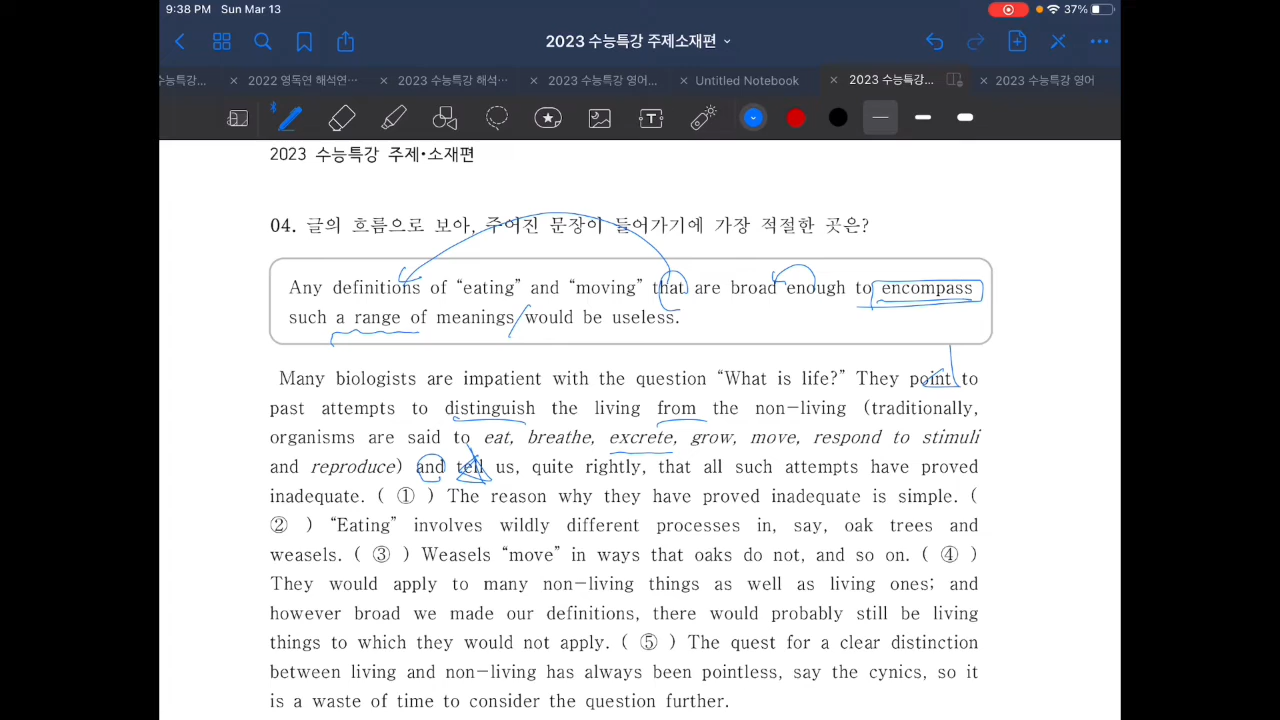 9:38 PM Sun Mar 13 37%
2023 수능특강 주제소재편
수능특강... × 2022 영독연 해석연... × 2023 수능특강 해석... × 2023 수능특강 영어... × Untitled Notebook × 2023 수능특강... × 2023 수능특강 영어
2023 수능특강 주제•소재편
04. 글의 흐름으로 보아, 주어진 문장이 들어가기에 가장 적절한 곳은?
Any definitions of “eating” and “moving” that are broad enough to encompass
such a range of meanings would be useless.
Many biologists are impatient with the question “What is life?” They point to
past attempts to distinguish the living from the non-living (traditionally,
organisms are said to eat, breathe, excrete, grow, move, respond to stimuli
and reproduce) and tell us, quite rightly, that all such attempts have proved
inadequate. ( ① ) The reason why they have proved inadequate is simple. (
② ) “Eating” involves wildly different processes in, say, oak trees and
weasels. ( ③ ) Weasels “move” in ways that oaks do not, and so on. ( ④ )
They would apply to many non-living things as well as living ones; and
however broad we made our definitions, there would probably still be living
things to which they would not apply. ( ⑤ ) The quest for a clear distinction
between living and non-living has always been pointless, say the cynics, so it
is a waste of time to consider the question further.